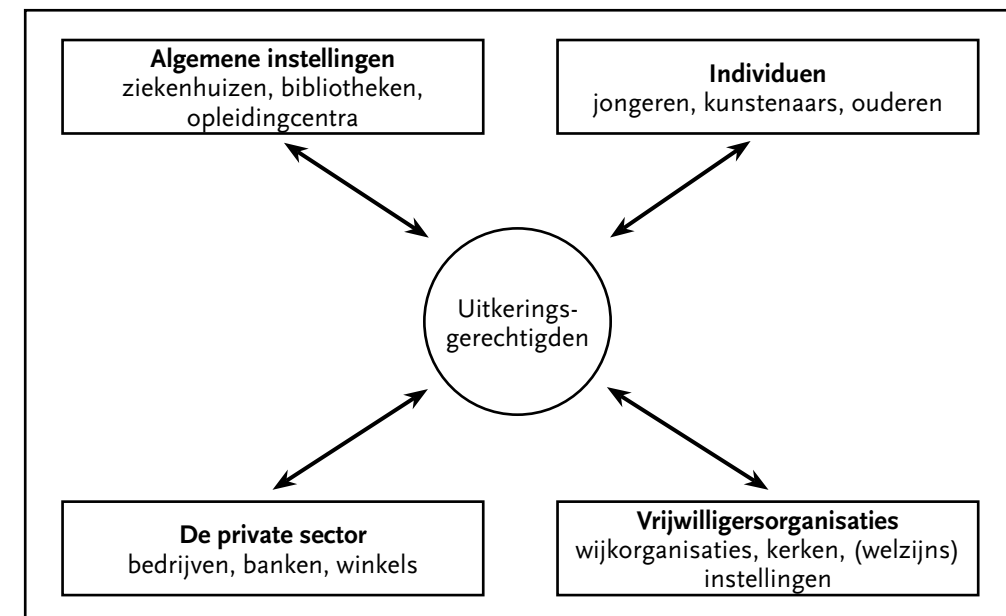 Algemene instellingen
ziekenhuizen, bibliotheken,
opleidingcentra
Individuen
jongeren, kunstenaars, ouderen
Uitkerings-
gerechtigden
De private sector
bedrijven, banken, winkels
Vrijwilligersorganisaties
wijkorganisaties, kerken, (welzijns)
instellingen